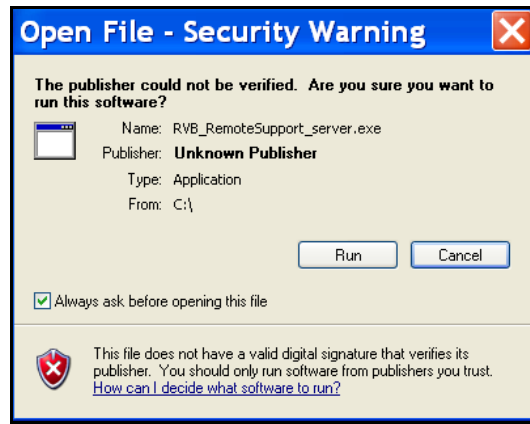 Open File - Security Warning
The publisher could not be verified.  Are you sure you want to
run this software?
Name: RVB_RemoteSupport_server.exe
Publisher: Unknown Publisher
Type: Application
From: C:\
Run Cancel
Always ask before opening this file
This file does not have a valid digital signature that verifies its
publisher.  You should only run software from publishers you trust.
How can I decide what software to run?